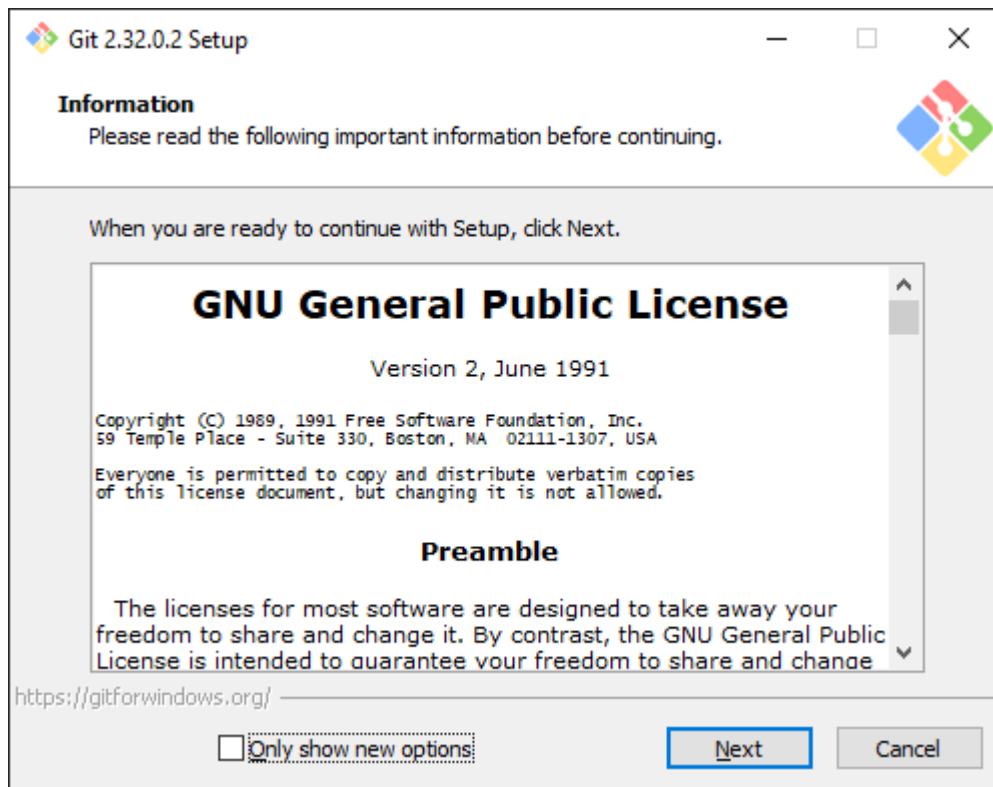 Git 2.32.0.2 Setup
Information
Please read the following important information before continuing.
When you are ready to continue with Setup, click Next.
GNU General Public License
Version 2, June 1991
Copyright (C) 1989, 1991 Free Software Foundation, Inc.
59 Temple Place - Suite 330, Boston, MA  02111-1307, USA
Everyone is permitted to copy and distribute verbatim copies
of this license document, but changing it is not allowed.
Preamble
The licenses for most software are designed to take away your
freedom to share and change it. By contrast, the GNU General Public
License is intended to guarantee your freedom to share and change
https://gitforwindows.org/
Only show new options
Next
Cancel